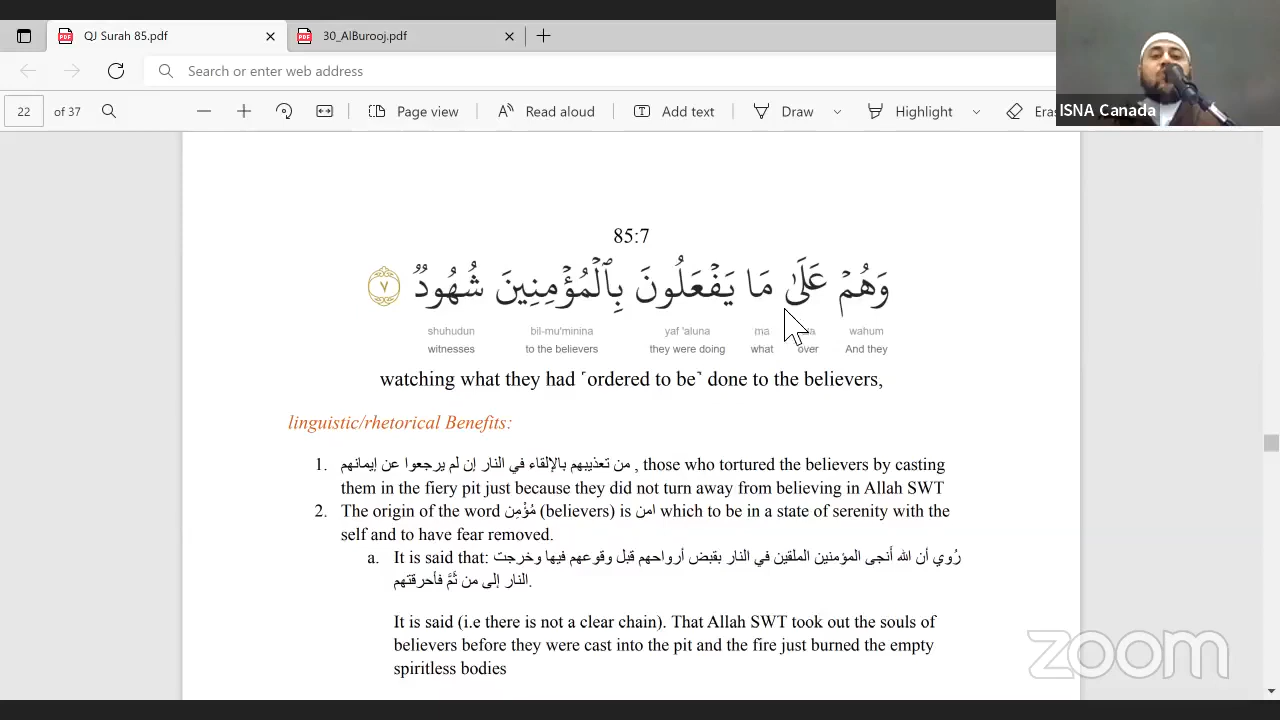 QJ Surah 85.pdf
30_AlBurooj.pdf
Search or enter web address
22 of 37
Page view
Read aloud
Add text
Draw
Highlight
Era
ISNA Canada
85:7
وَهُمۡ عَلَىٰ مَا يَفۡعَلُونَ بِٱلۡمُؤۡمِنِينَ شُهُودٞ ٧
shuhudun bil-mu'minina yaf 'aluna ma wahum
witnesses to the believers they were doing what over And they
watching what they had ˹ordered to be˺ done to the believers,
linguistic/rhetorical Benefits:
1. من تعذيبهم بالإلقاء في النار إن لم يرجعوا عن إيمانهم , those who tortured the believers by casting
them in the fiery pit just because they did not turn away from believing in Allah SWT
2. The origin of the word مُؤْمِن (believers) is امن which to be in a state of serenity with the
self and to have fear removed.
a. It is said that: رُوي أن الله أَنجى المؤمنين الملقين في النار بقبض أرواحهم قبل وقوعهم فيها وخرجت
النار إلى من ثَمَّ فأحرقتهم.
It is said (i.e there is not a clear chain). That Allah SWT took out the souls of
believers before they were cast into the pit and the fire just burned the empty
spiritless bodies
zoom